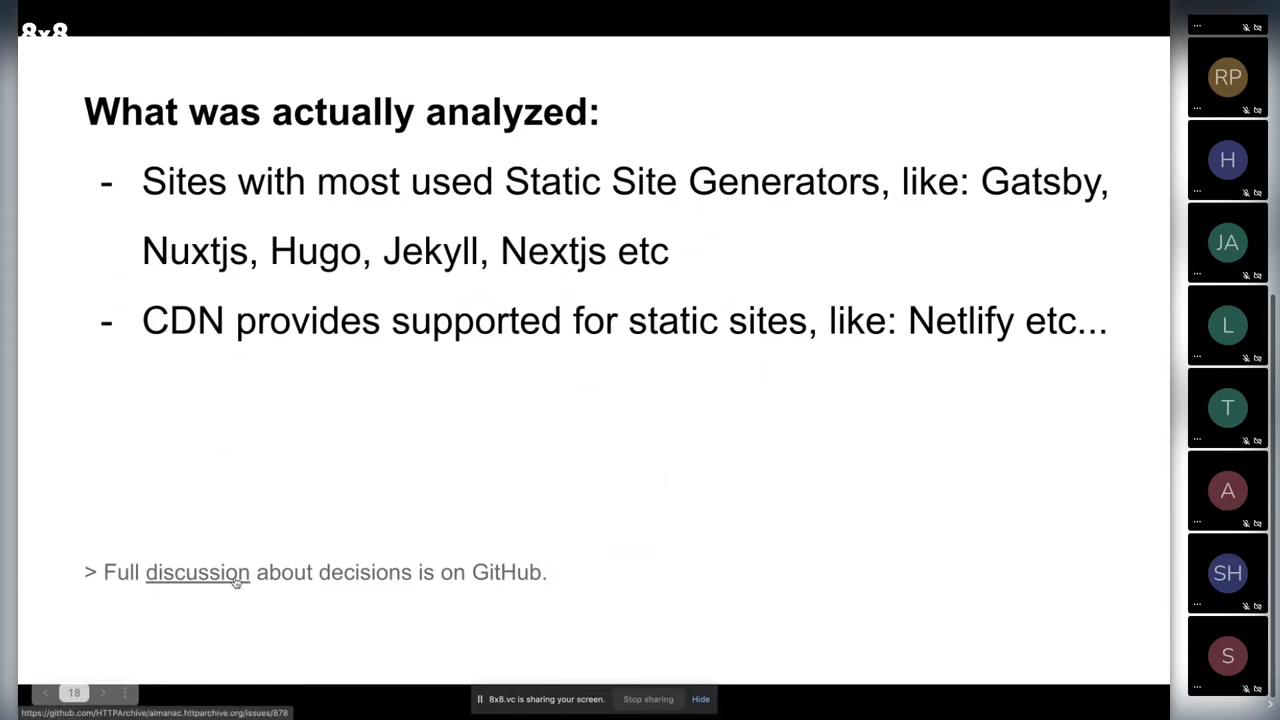 8x8
What was actually analyzed:
- Sites with most used Static Site Generators, like: Gatsby,
Nuxtjs, Hugo, Jekyll, Nextjs etc
- CDN provides supported for static sites, like: Netlify etc...
> Full discussion about decisions is on GitHub.
18
8x8.vc is sharing your screen. Stop sharing Hide
https://github.com/HTTPArchive/almanac.httparchive.org/issues/878
RP
H
JA
L
T
A
SH
S